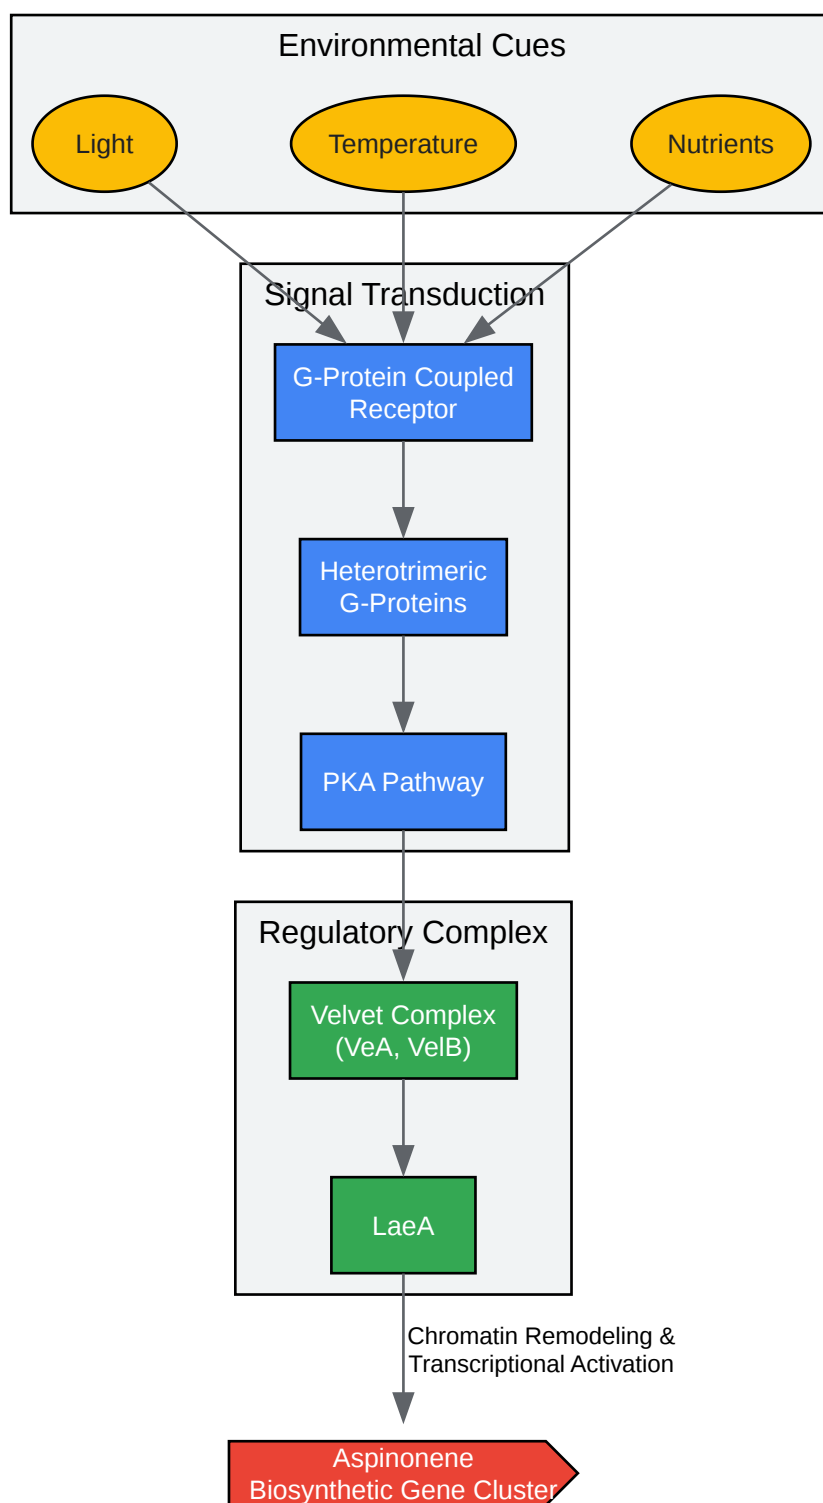 Environmental Cues
Light
Temperature
Nutrients
Signal Transduction
G-Protein Coupled
Receptor
Heterotrimeric
G-Proteins
PKA Pathway
Regulatory Complex
Velvet Complex
(VeA, VelB)
LaeA
Chromatin Remodeling &
Transcriptional Activation
Aspinonene
Biosynthetic Gene Cluster